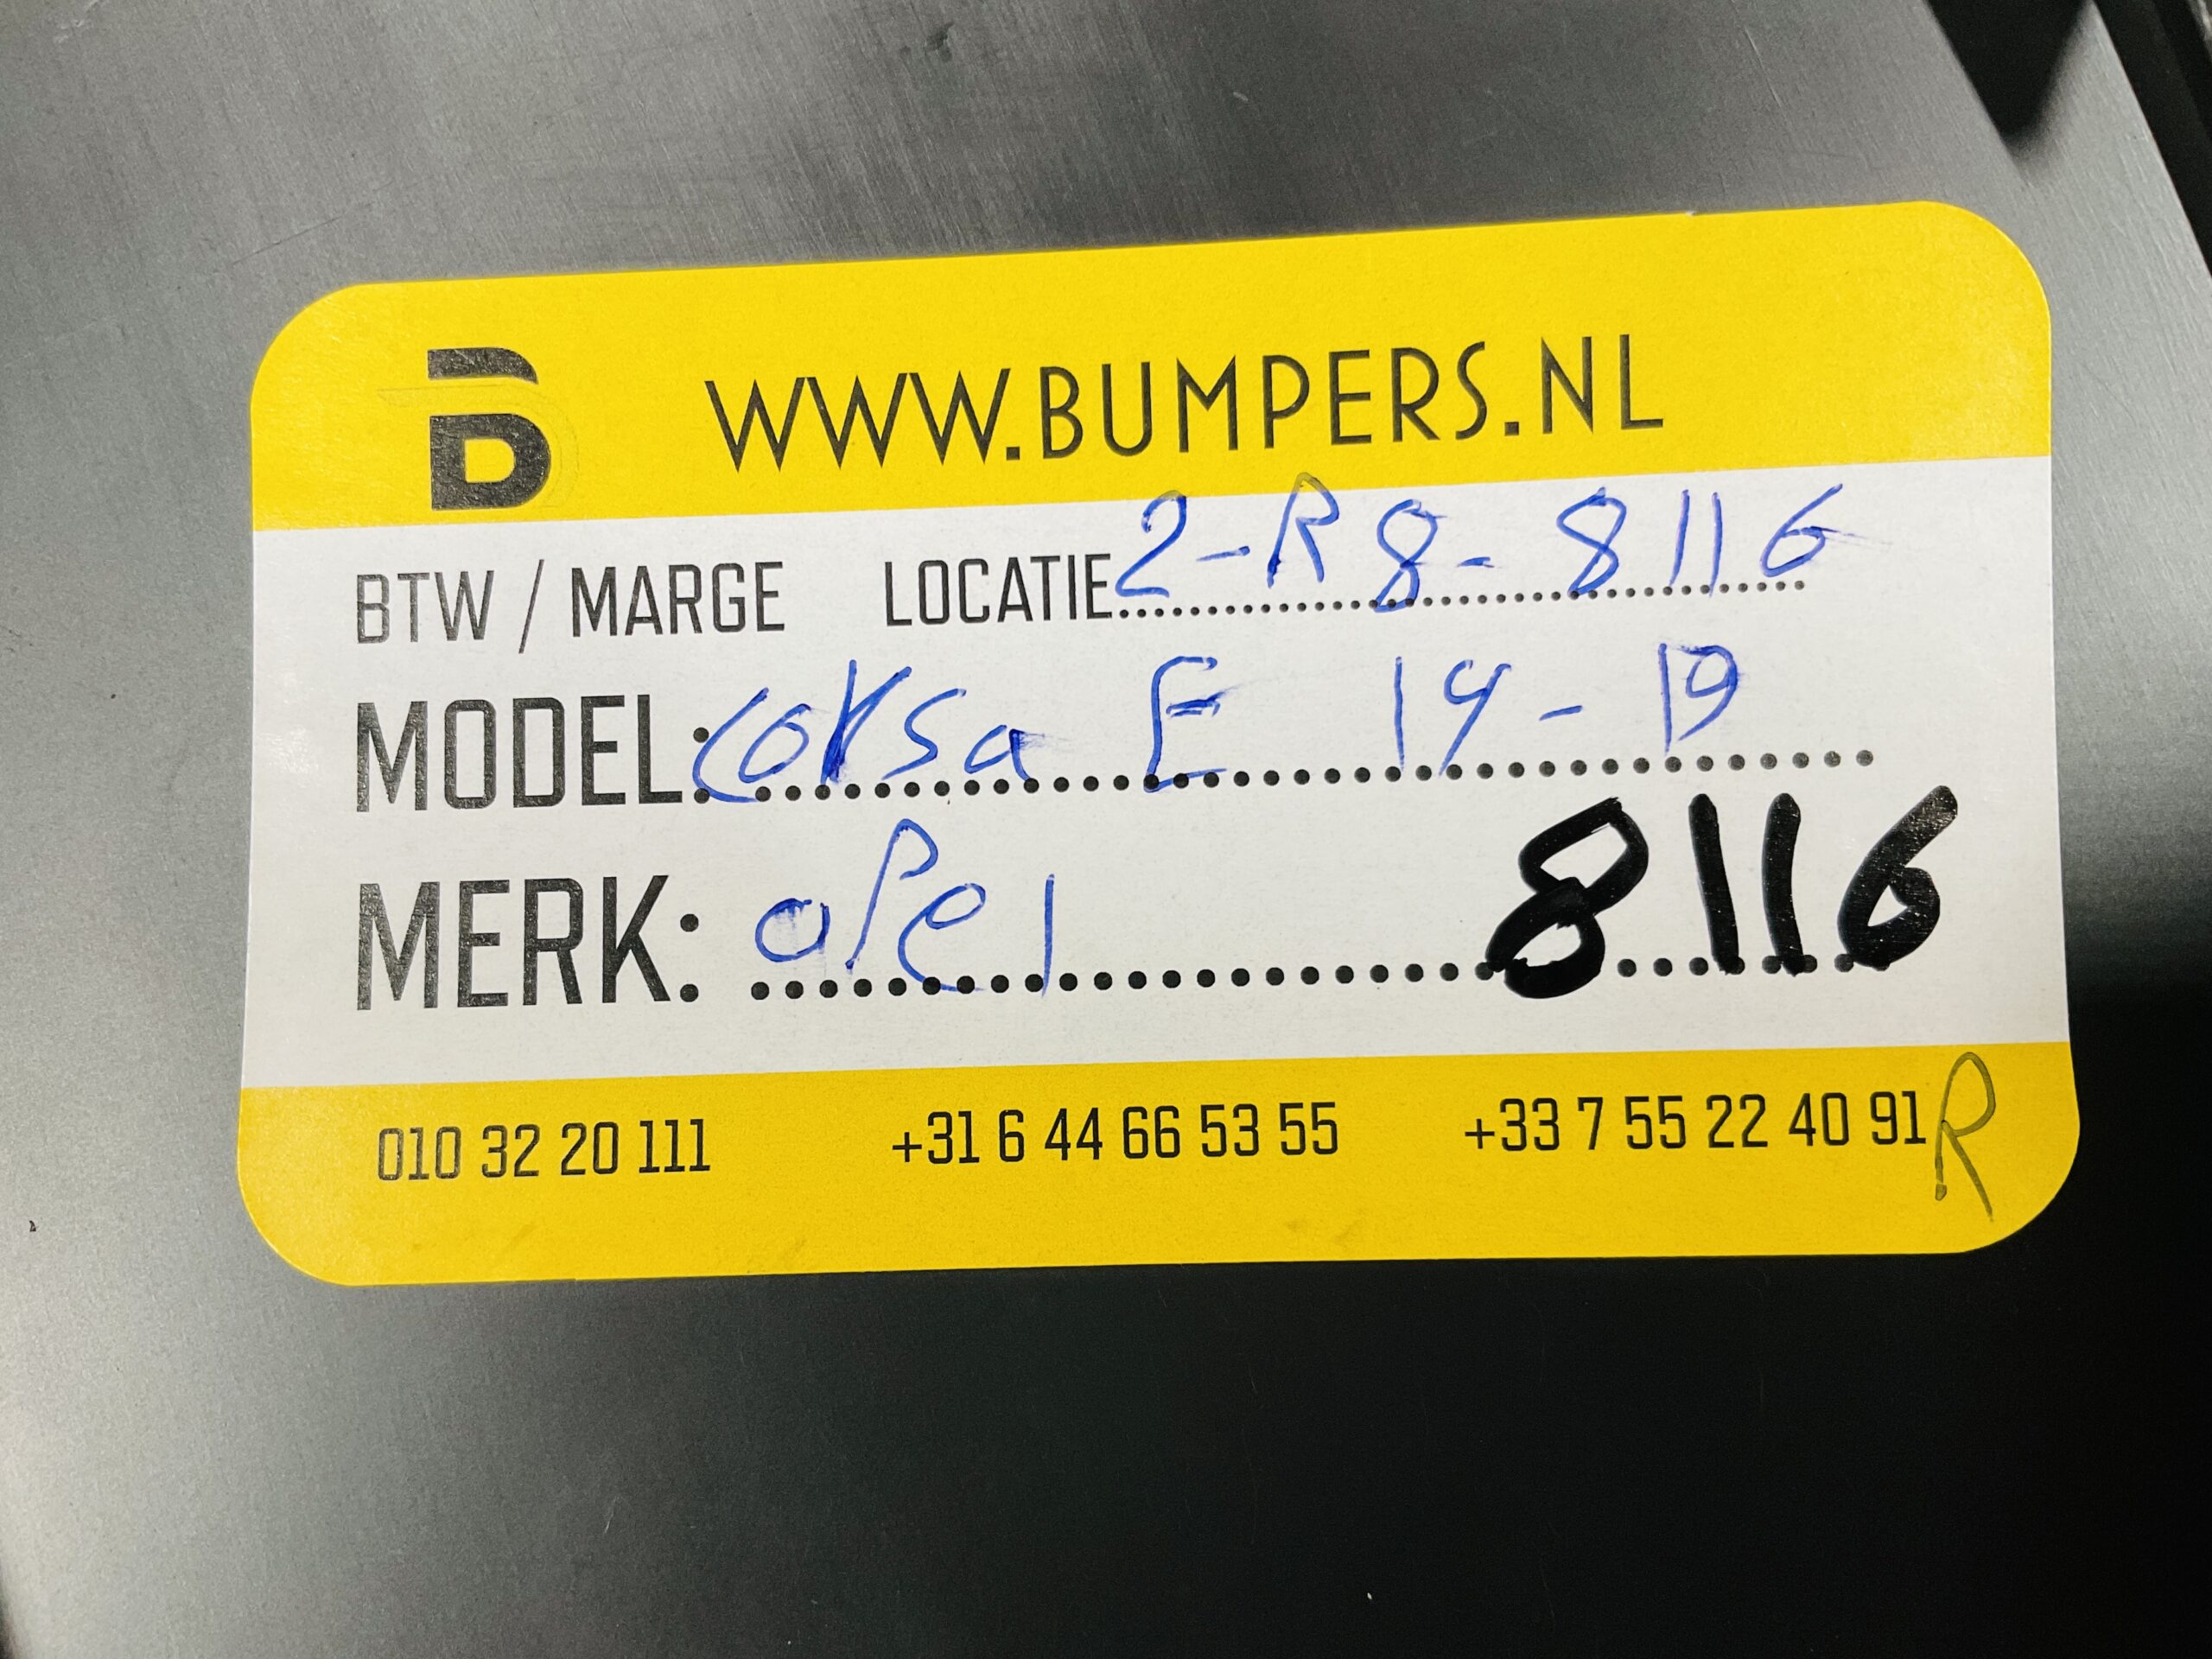 B WWW.BUMPERS.NL
BTW / MARGE LOCATIE 2-R8-8116
MODEL: Corsa E 14-19
MERK: oPel 8116
010 32 20 111 +31 6 44 66 53 55 +33 7 55 22 40 91 R